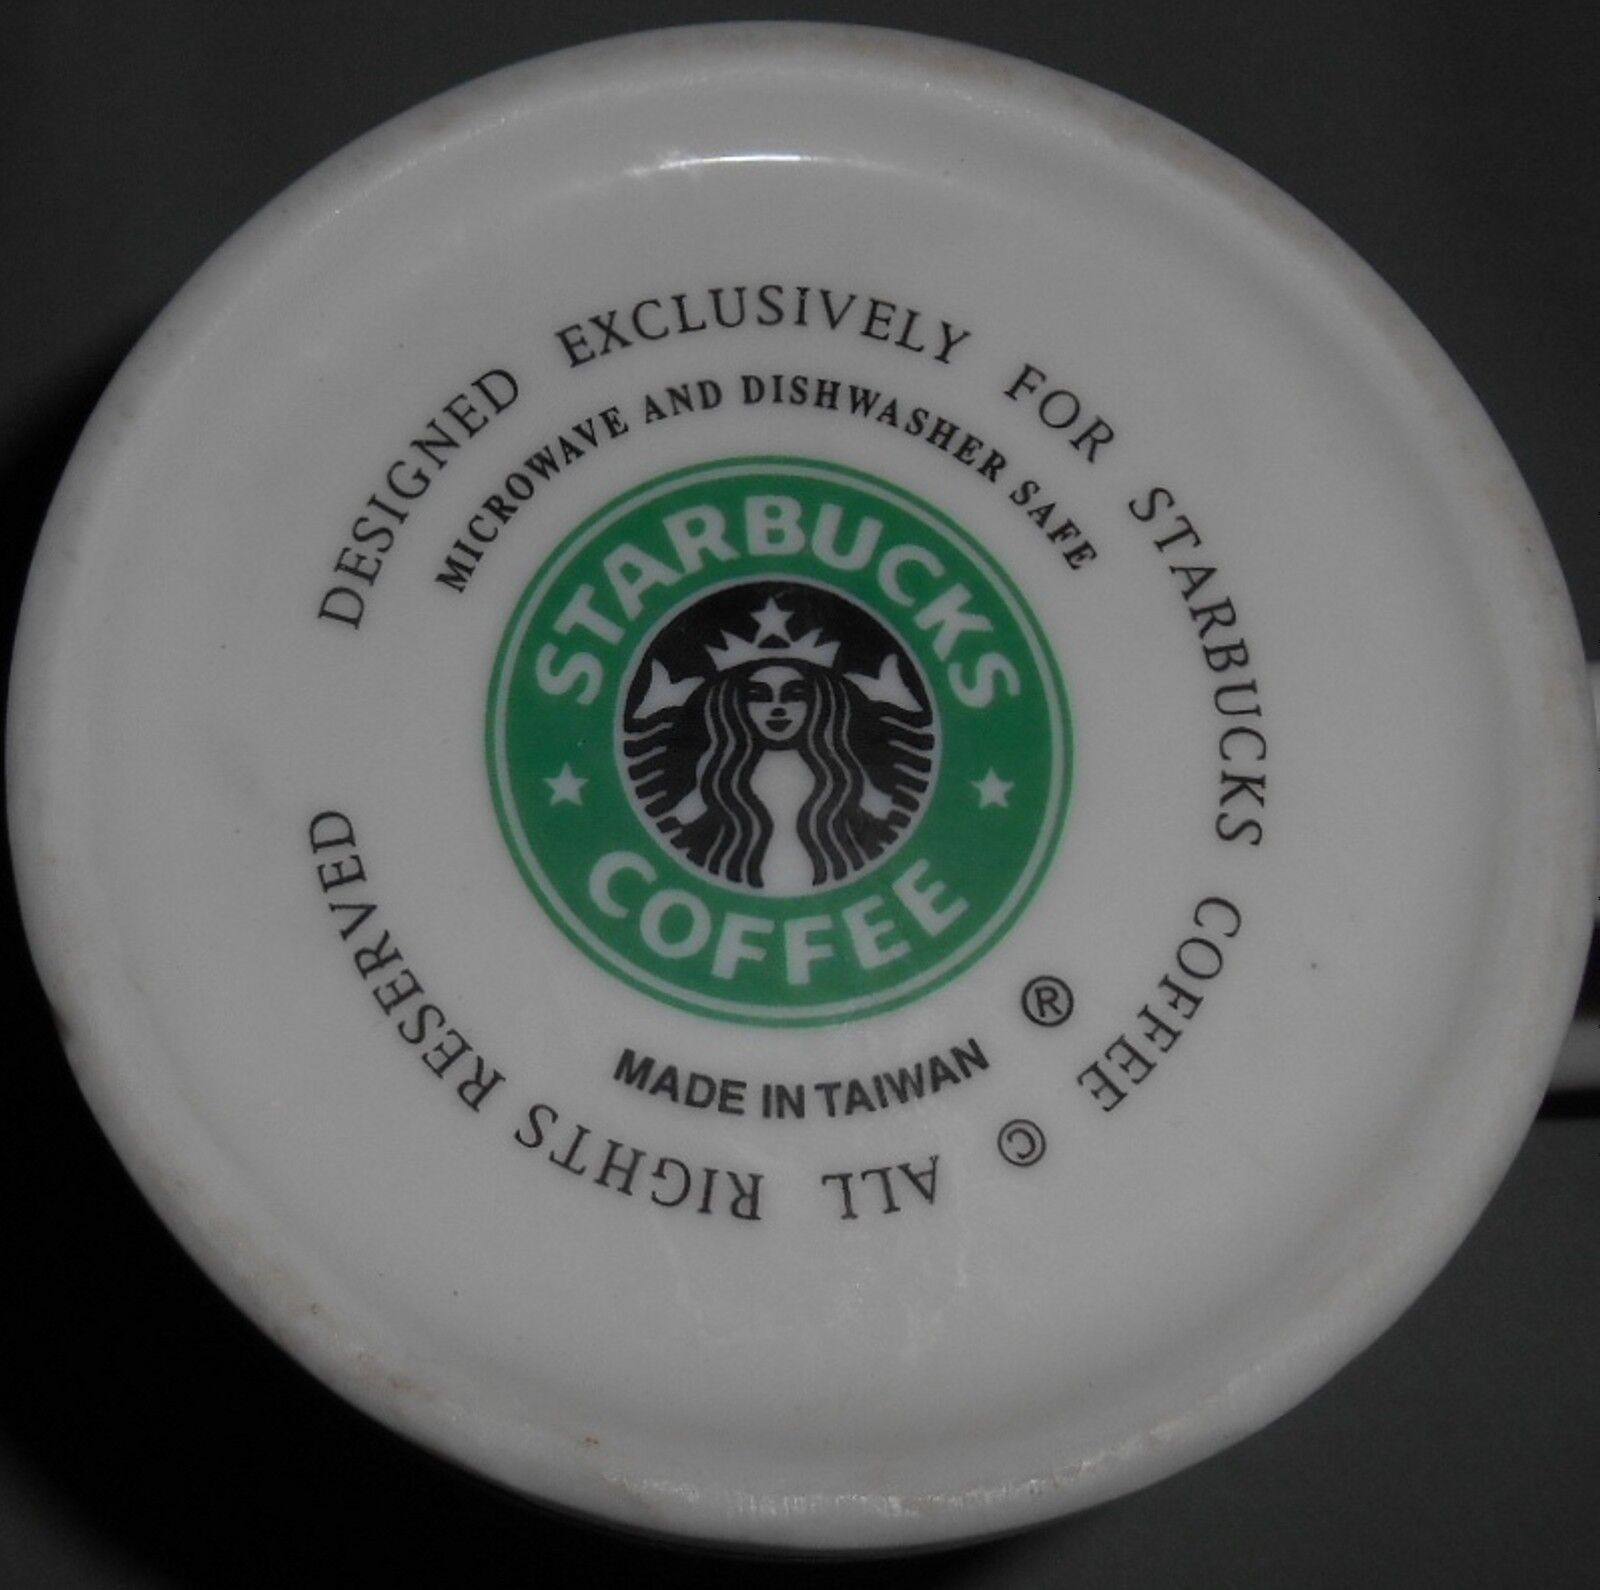 DESIGNED EXCLUSIVELY FOR STARBUCKS COFFEE © ALL RIGHTS RESERVED
MICROWAVE AND DISHWASHER SAFE
STARBUCKS
COFFEE
®
MADE IN TAIWAN